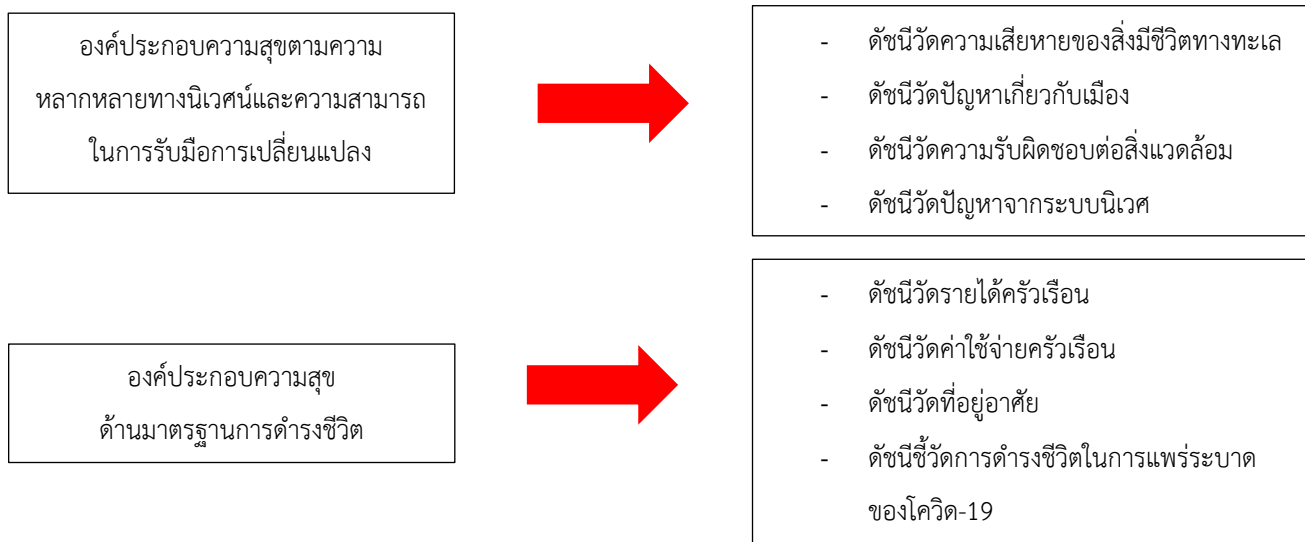 องค์ประกอบความสุขตามความ
หลากหลายทางนิเวศน์และความสามารถ
ในการรับมือการเปลี่ยนแปลง
- ดัชนีวัดความเสียหายของสิ่งมีชีวิตทางทะเล
- ดัชนีวัดปัญหาเกี่ยวกับเมือง
- ดัชนีวัดความรับผิดชอบต่อสิ่งแวดล้อม
- ดัชนีวัดปัญหาจากระบบนิเวศ
องค์ประกอบความสุข
ด้านมาตรฐานการดำรงชีวิต
- ดัชนีวัดรายได้ครัวเรือน
- ดัชนีวัดค่าใช้จ่ายครัวเรือน
- ดัชนีวัดที่อยู่อาศัย
- ดัชนีชี้วัดการดำรงชีวิตในการแพร่ระบาด
ของโควิด-19